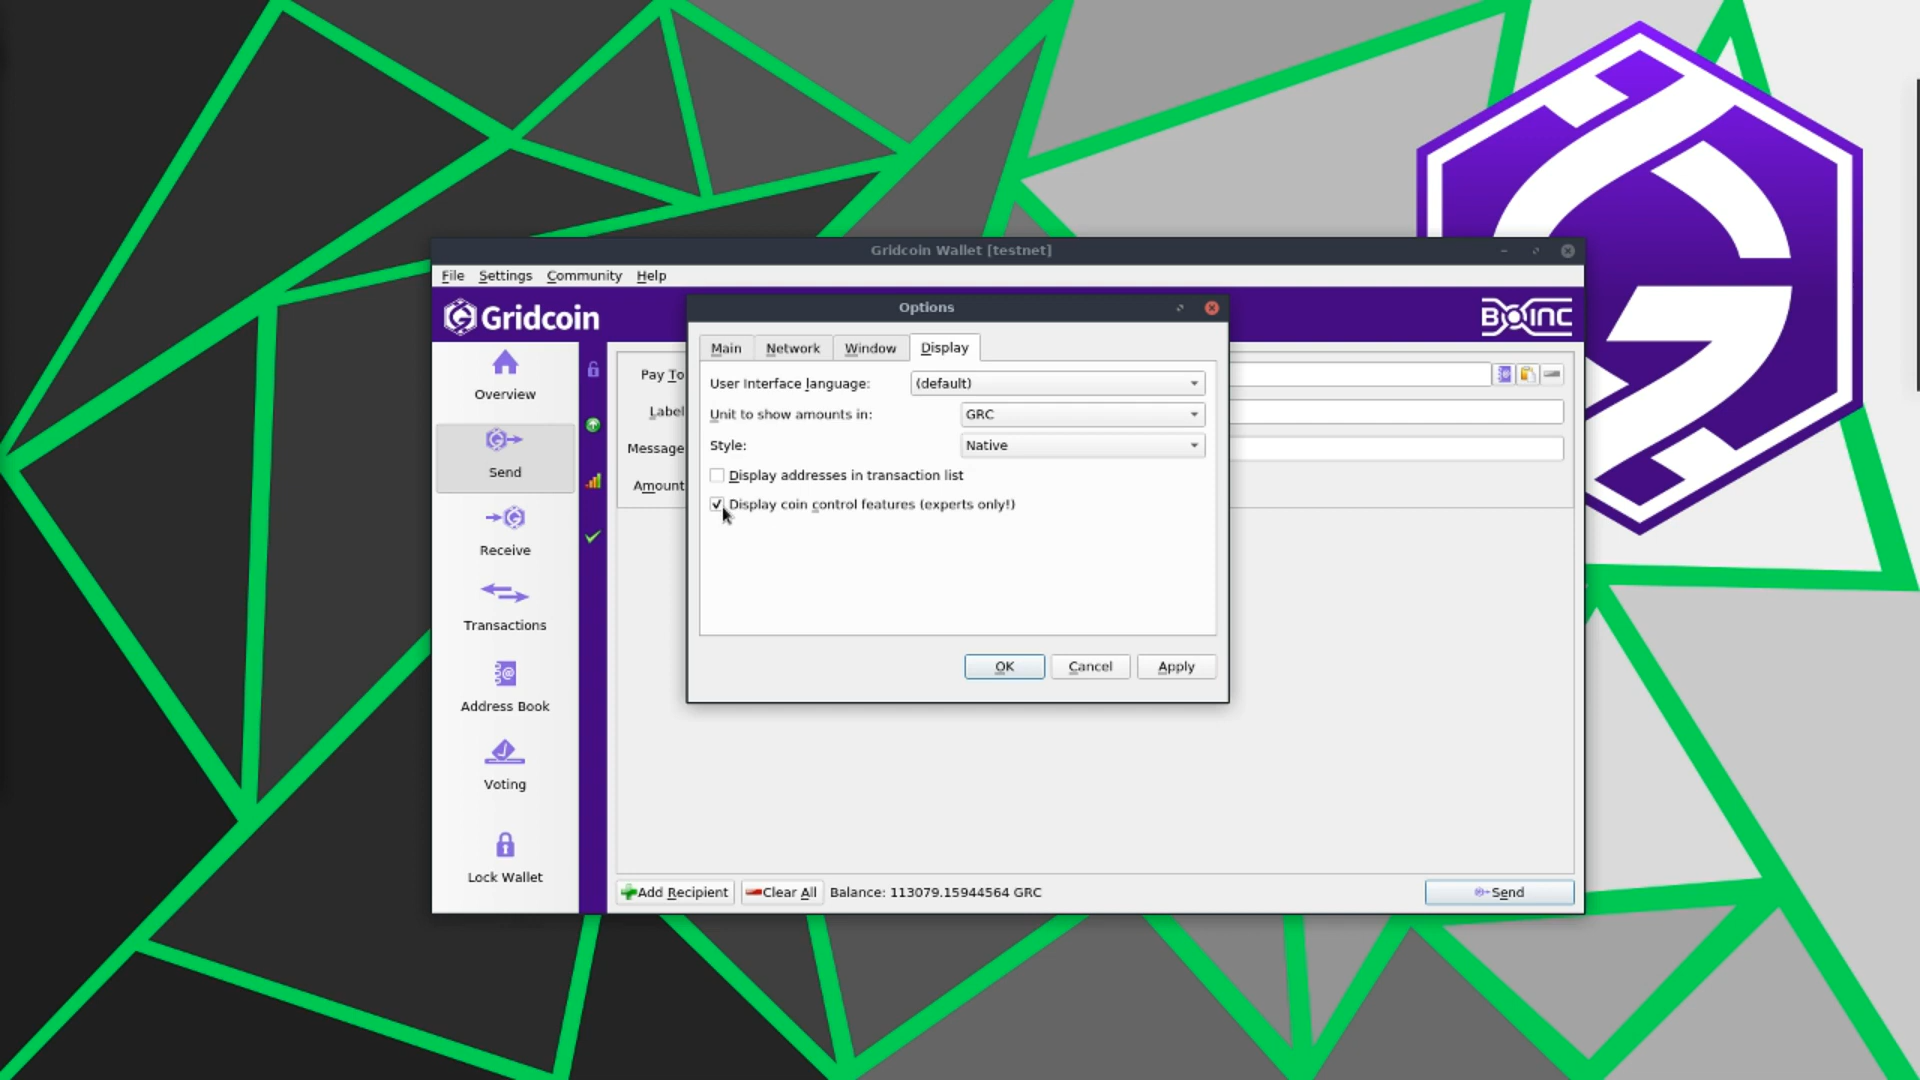 Gridcoin Wallet [testnet]
File Settings Community Help
Gridcoin
BOINC
Options
Main Network Window Display
User Interface language: (default)
Unit to show amounts in: GRC
Style: Native
Display addresses in transaction list
Display coin control features (experts only!)
OK Cancel Apply
Overview
Send
Receive
Transactions
Address Book
Voting
Lock Wallet
Pay To
Label
Message
Amount
Add Recipient Clear All Balance: 113079.15944564 GRC Send